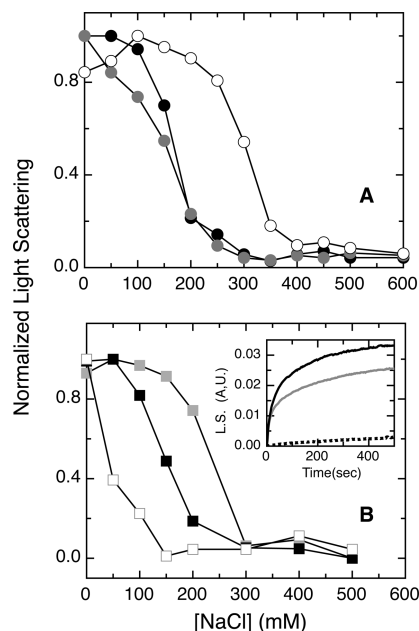 Normalized Light Scattering
0.8
0.4
0.0
A
0 100 200 300 400 500 600
0.8
0.4
0.0
B
L.S. (A.U.)
0.03
0.02
0.01
0.00
0 200 400
Time(sec)
0 100 200 300 400 500 600
[NaCl] (mM)